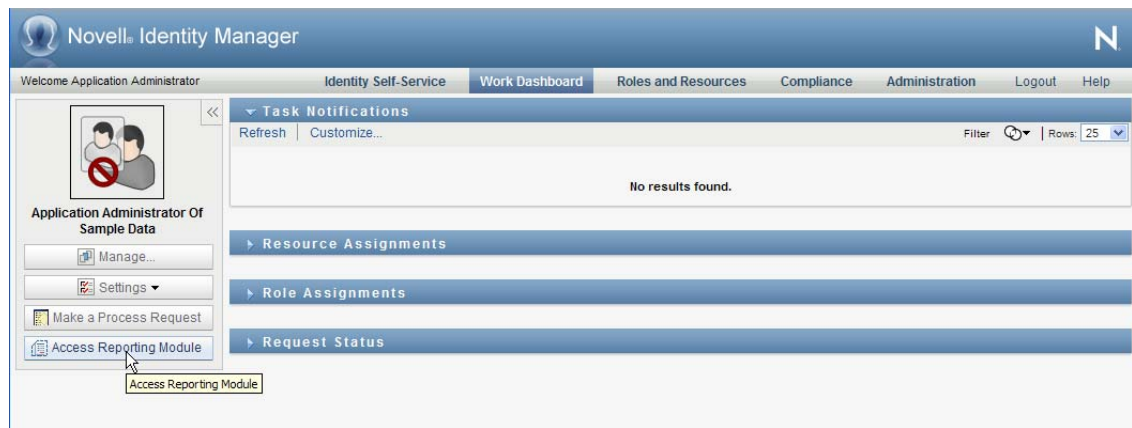 Novell® Identity Manager
N
Welcome Application Administrator
Identity Self-Service
Work Dashboard
Roles and Resources
Compliance
Administration
Logout
Help
Application Administrator Of
Sample Data
Manage...
Settings
Make a Process Request
Access Reporting Module
Access Reporting Module
Task Notifications
Refresh | Customize...
Filter | Rows: 25
No results found.
Resource Assignments
Role Assignments
Request Status